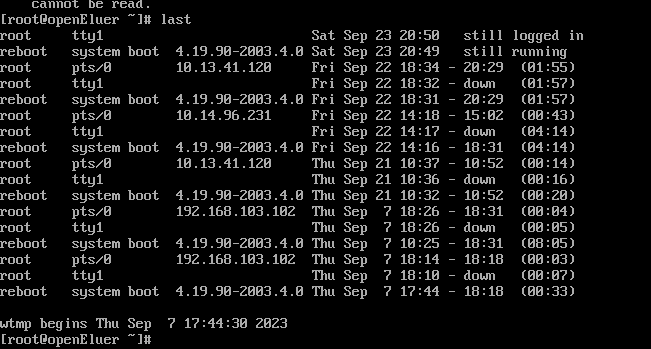 cannot be read.
[root@openEluer ~]# last
root     tty1                          Sat Sep 23 20:50   still logged in
reboot   system boot  4.19.90-2003.4.0 Sat Sep 23 20:49   still running
root     pts/0        10.13.41.120     Fri Sep 22 18:34 - 20:29  (01:55)
root     tty1                          Fri Sep 22 18:32 - down   (01:57)
reboot   system boot  4.19.90-2003.4.0 Fri Sep 22 18:31 - 20:29  (01:57)
root     pts/0        10.14.96.231     Fri Sep 22 14:18 - 15:02  (00:43)
root     tty1                          Fri Sep 22 14:17 - down   (04:14)
reboot   system boot  4.19.90-2003.4.0 Fri Sep 22 14:16 - 18:31  (04:14)
root     pts/0        10.13.41.120     Thu Sep 21 10:37 - 10:52  (00:14)
root     tty1                          Thu Sep 21 10:36 - down   (00:16)
reboot   system boot  4.19.90-2003.4.0 Thu Sep 21 10:32 - 10:52  (00:20)
root     pts/0        192.168.103.102  Thu Sep  7 18:26 - 18:31  (00:04)
root     tty1                          Thu Sep  7 18:26 - down   (00:05)
reboot   system boot  4.19.90-2003.4.0 Thu Sep  7 10:25 - 18:31  (08:05)
root     pts/0        192.168.103.102  Thu Sep  7 18:14 - 18:18  (00:03)
root     tty1                          Thu Sep  7 18:10 - down   (00:07)
reboot   system boot  4.19.90-2003.4.0 Thu Sep  7 17:44 - 18:18  (00:33)
wtmp begins Thu Sep  7 17:44:30 2023
[root@openEluer ~]#